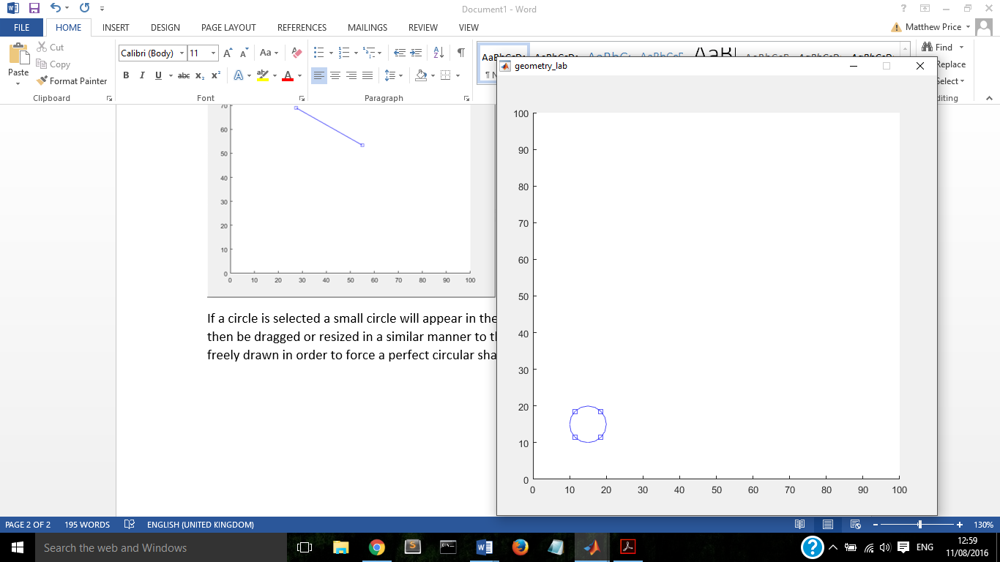 Document1 - Word
?
FILE HOME INSERT DESIGN PAGE LAYOUT REFERENCES MAILINGS REVIEW VIEW
Matthew Price
Paste
Cut
Copy
Format Painter
Clipboard
Calibri (Body) 11
B I U abc x₂ x²
Font
Paragraph
Find
Replace
Select
diting
geometry_lab
70
60
50
40
30
20
10
0
0 10 20 30 40 50 60 70 80 90 100
If a circle is selected a small circle will appear in the
then be dragged or resized in a similar manner to
freely drawn in order to force a perfect circular
100
90
80
70
60
50
40
30
20
10
0
0 10 20 30 40 50 60 70 80 90 100
PAGE 2 OF 2 195 WORDS ENGLISH (UNITED KINGDOM)
130%
Search the web and Windows
ENG
12:59
11/08/2016